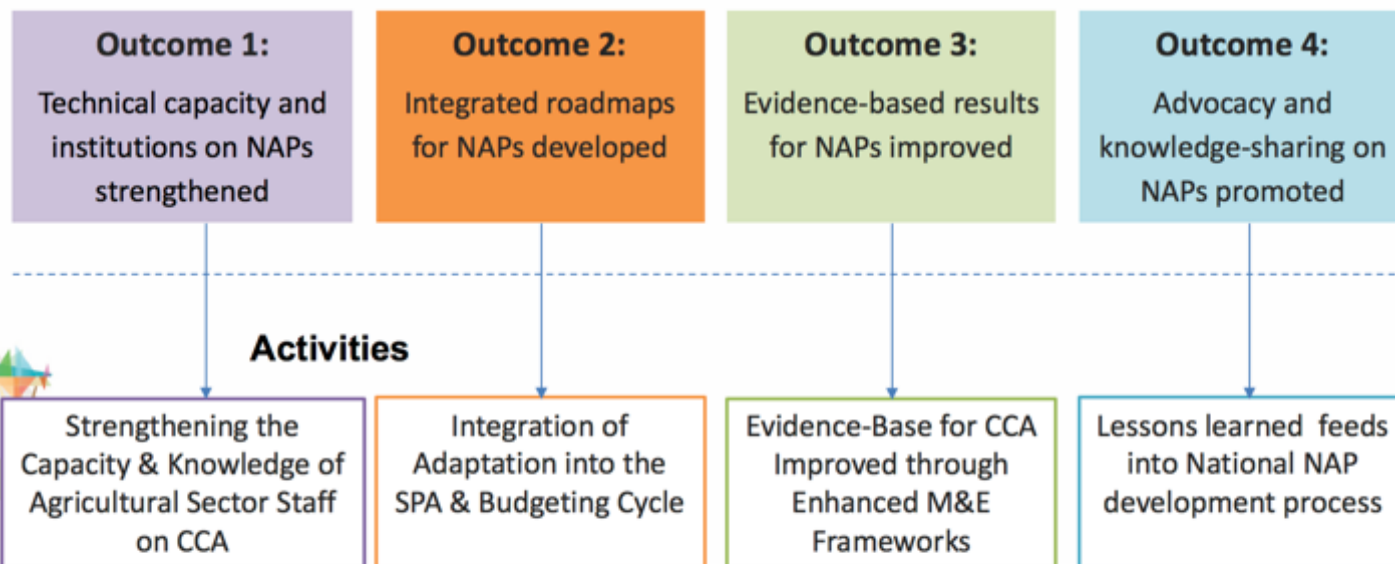 Outcome 1:
Technical capacity and
institutions on NAPs
strengthened
Outcome 2:
Integrated roadmaps
for NAPs developed
Outcome 3:
Evidence-based results
for NAPs improved
Outcome 4:
Advocacy and
knowledge-sharing on
NAPs promoted
Activities
Strengthening the
Capacity & Knowledge of
Agricultural Sector Staff
on CCA
Integration of
Adaptation into the
SPA & Budgeting Cycle
Evidence-Base for CCA
Improved through
Enhanced M&E
Frameworks
Lessons learned feeds
into National NAP
development process